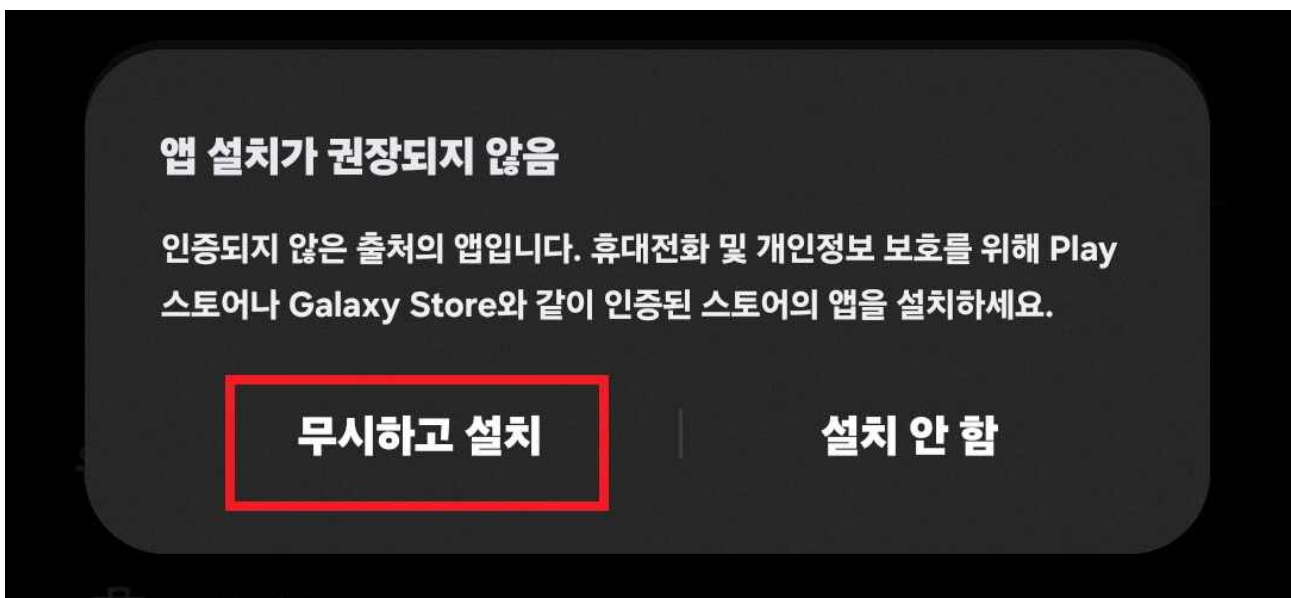 앱 설치가 권장되지 않음
인증되지 않은 출처의 앱입니다. 휴대전화 및 개인정보 보호를 위해 Play
스토어나 Galaxy Store와 같이 인증된 스토어의 앱을 설치하세요.
무시하고 설치
설치 안 함